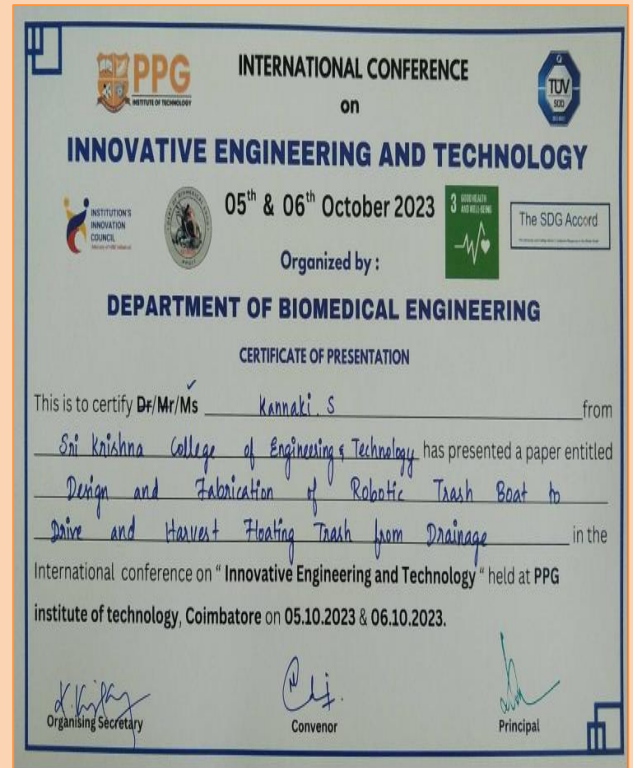 PPG
INSTITUTE OF TECHNOLOGY
INTERNATIONAL CONFERENCE
on
TÜV
SÜD
INNOVATIVE ENGINEERING AND TECHNOLOGY
INSTITUTION'S
INNOVATION
COUNCIL
05th & 06th October 2023
3 GOOD HEALTH
AND WELL-BEING
The SDG Accord
Organized by :
DEPARTMENT OF BIOMEDICAL ENGINEERING
CERTIFICATE OF PRESENTATION
This is to certify Dr/Mr/Ms Kannaki. S from
Sri Krishna College of Engineering & Technology has presented a paper entitled
Design and Fabrication of Robotic Trash Boat to
Drive and Harvest Floating Trash from Drainage in the
International conference on " Innovative Engineering and Technology " held at PPG
institute of technology, Coimbatore on 05.10.2023 & 06.10.2023.
Organising Secretary
Convenor
Principal